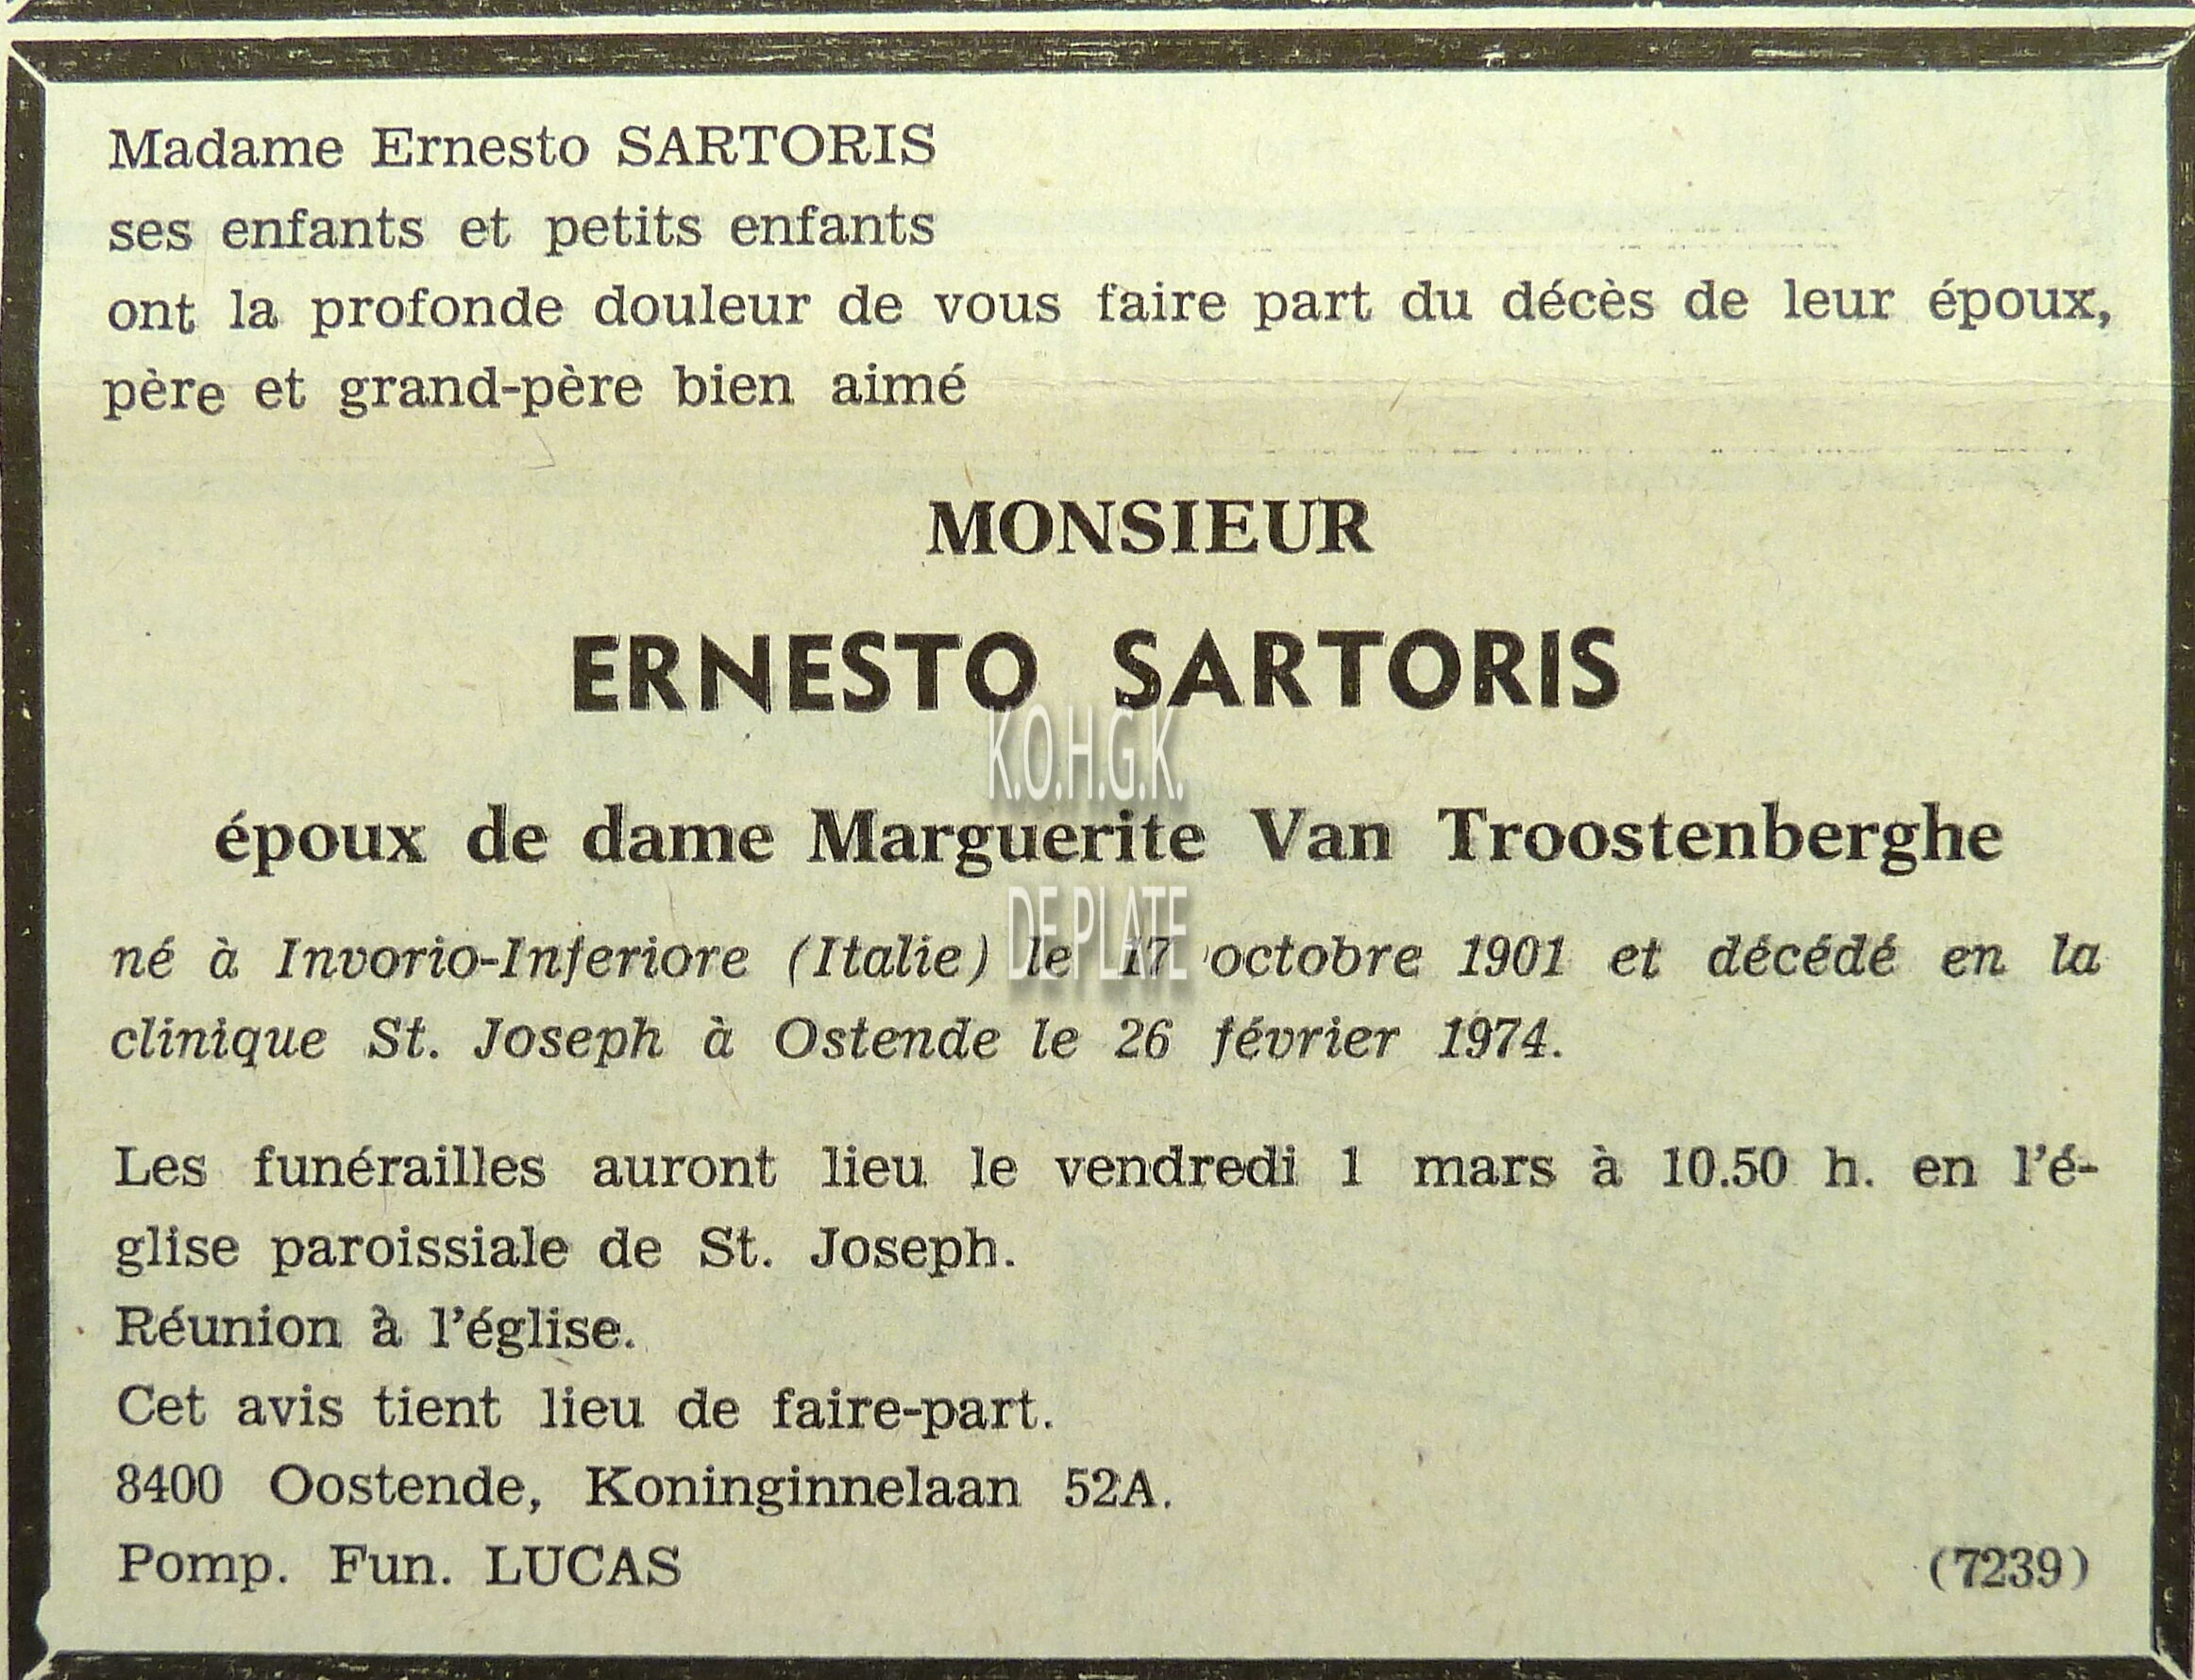 Madame Ernesto SARTORIS
ses enfants et petits enfants
ont la profonde douleur de vous faire part du décès de leur époux,
père et grand-père bien aimé
MONSIEUR
ERNESTO SARTORIS
K.O.H.G.K.
époux de dame Marguerite Van Troostenberghe
DE PLATE
né à Invorio-Inferiore (Italie) le 17 octobre 1901 et décédé en la
clinique St. Joseph à Ostende le 26 février 1974.
Les funérailles auront lieu le vendredi 1 mars à 10.50 h. en l'é-
glise paroissiale de St. Joseph.
Réunion à l'église.
Cet avis tient lieu de faire-part.
8400 Oostende, Koninginnelaan 52A.
Pomp. Fun. LUCAS (7239)